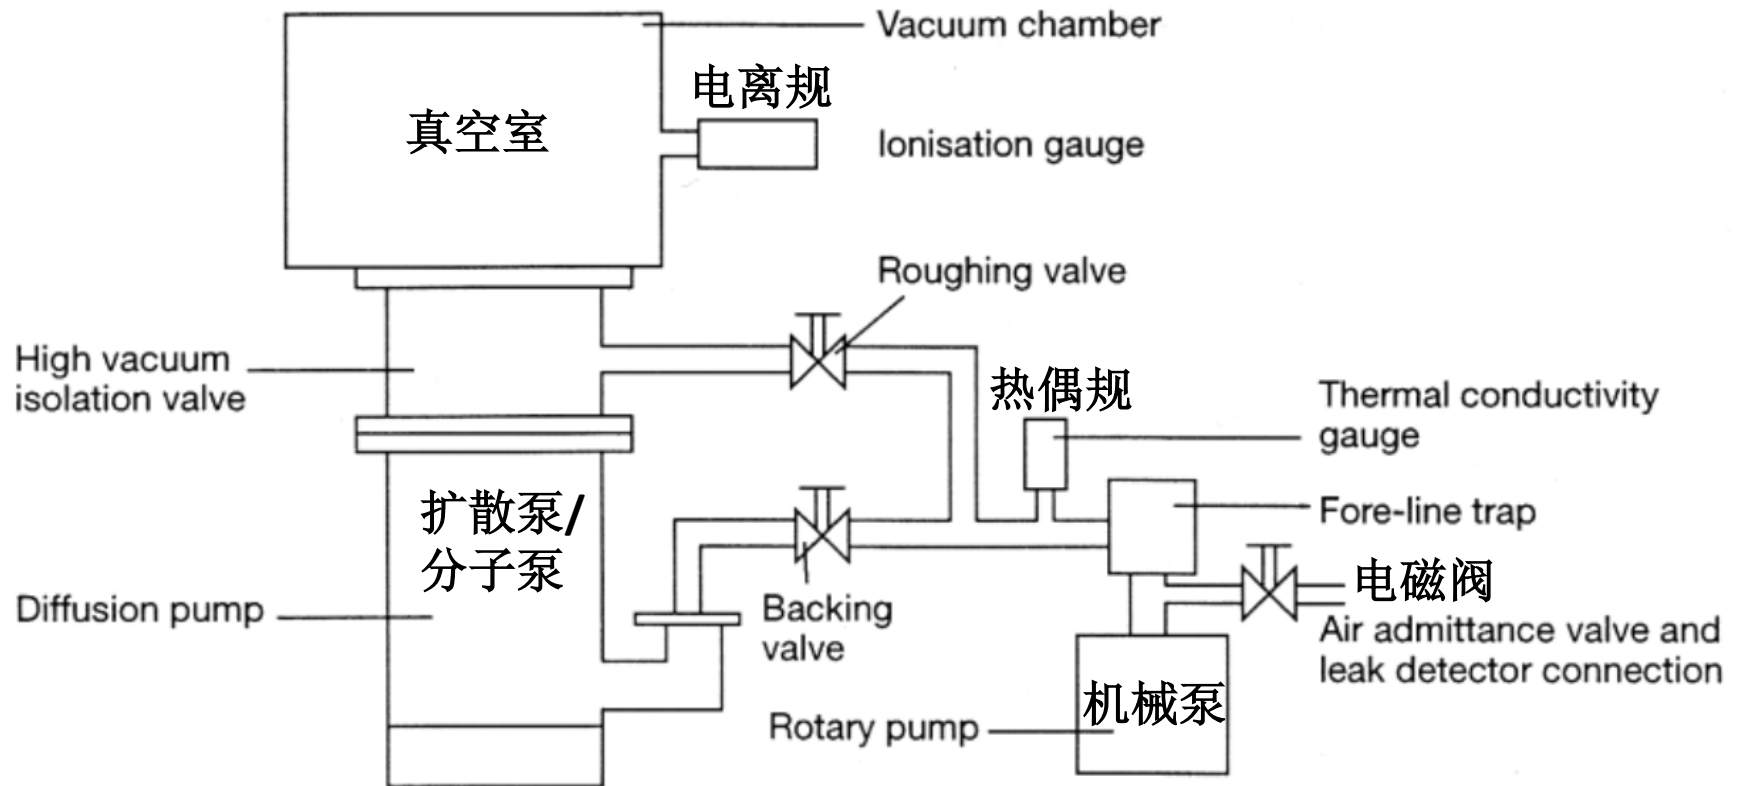 Vacuum chamber
电离规
真空室
Ionisation gauge
Roughing valve
High vacuum
isolation valve
热偶规
Thermal conductivity
gauge
扩散泵/
分子泵
Fore-line trap
电磁阀
Diffusion pump
Backing
valve
Air admittance valve and
leak detector connection
机械泵
Rotary pump